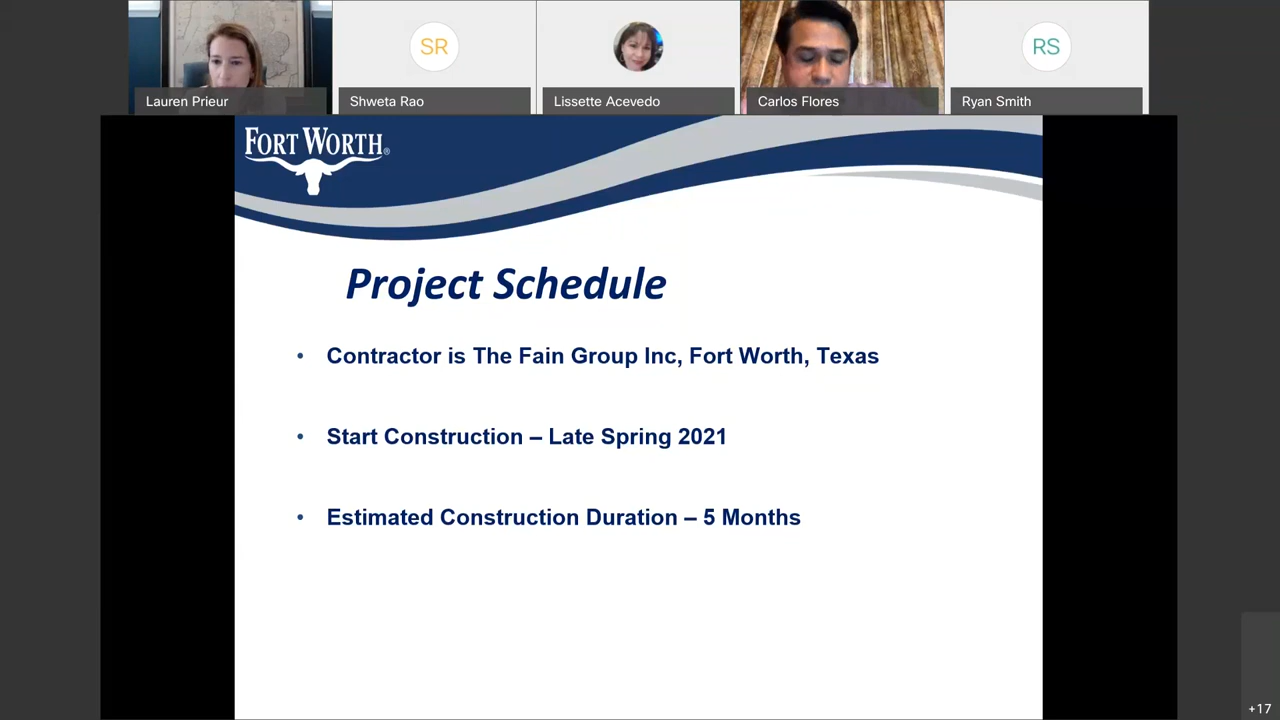 SR
RS
Lauren Prieur
Shweta Rao
Lissette Acevedo
Carlos Flores
Ryan Smith
FORT WORTH®
Project Schedule
• Contractor is The Fain Group Inc, Fort Worth, Texas
• Start Construction – Late Spring 2021
• Estimated Construction Duration – 5 Months
+17